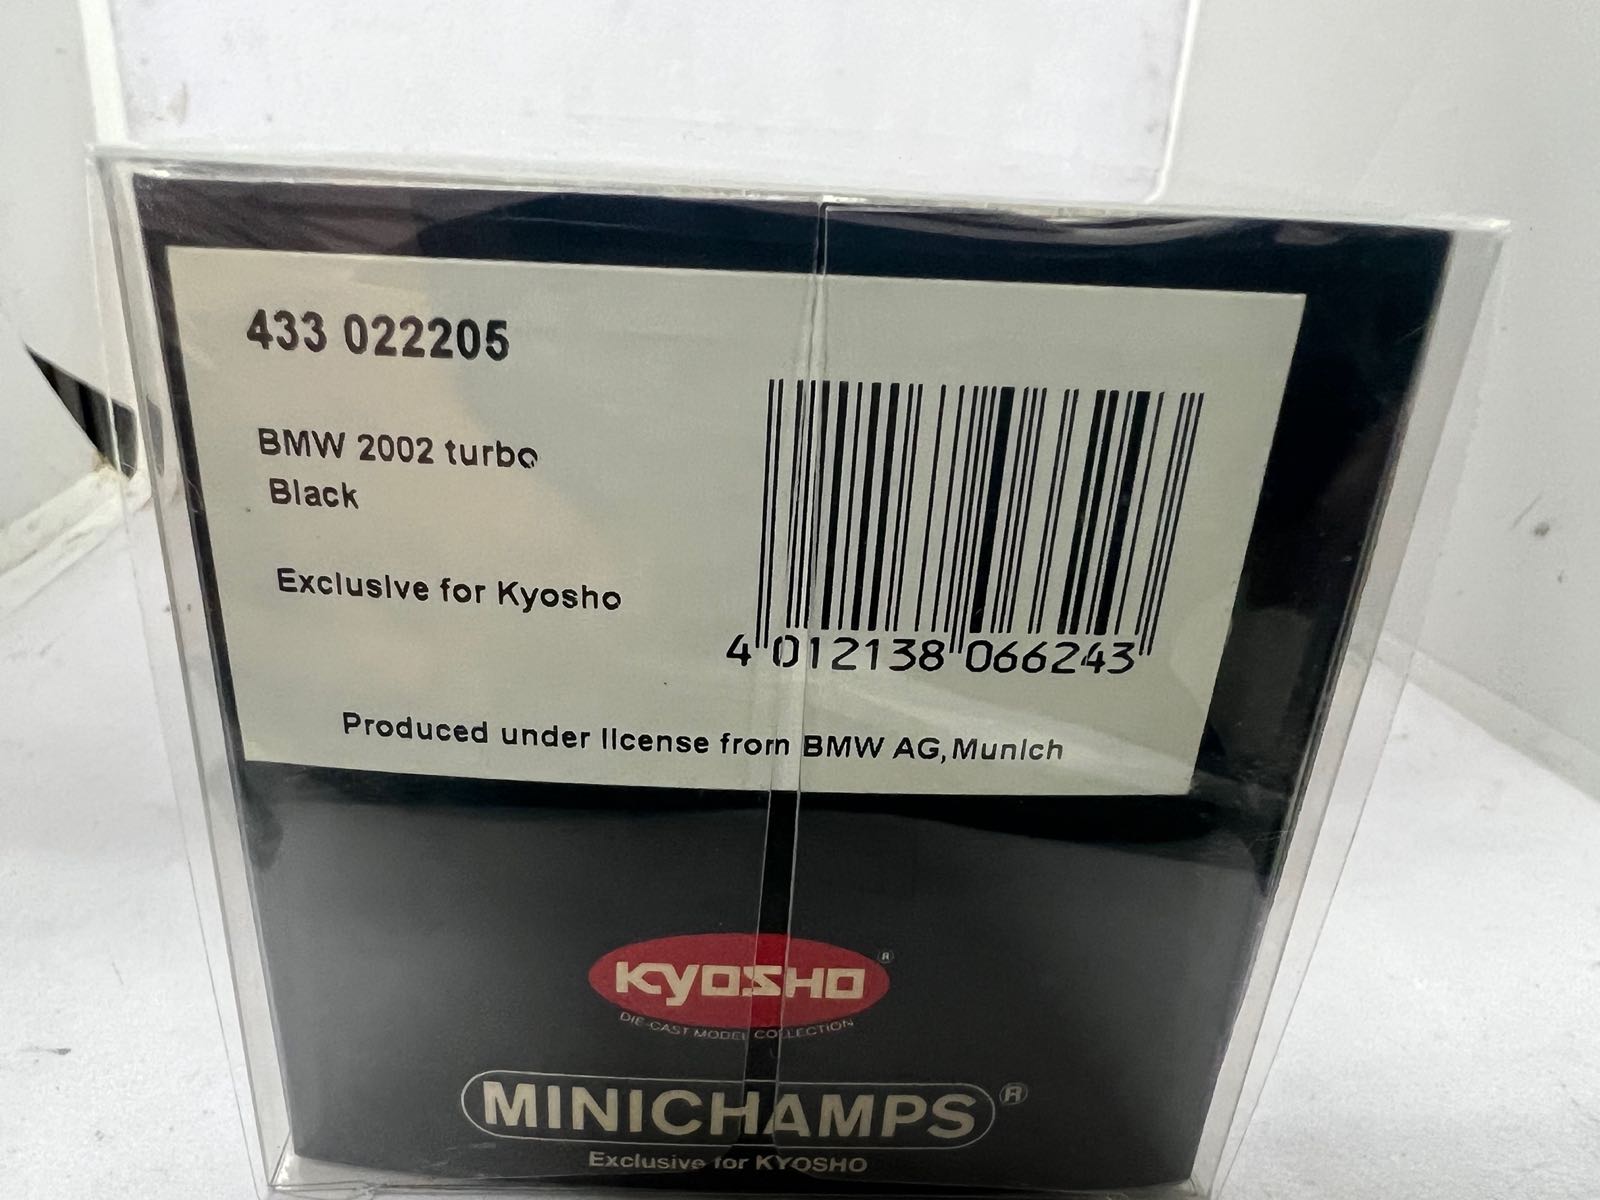 433 022205
BMW 2002 turbo
Black
Exclusive for Kyosho
4 012138 066243
Produced under license from BMW AG, Munich
KYOSHO ®
DIE-CAST MODEL COLLECTION
MINICHAMPS ®
Exclusive for KYOSHO